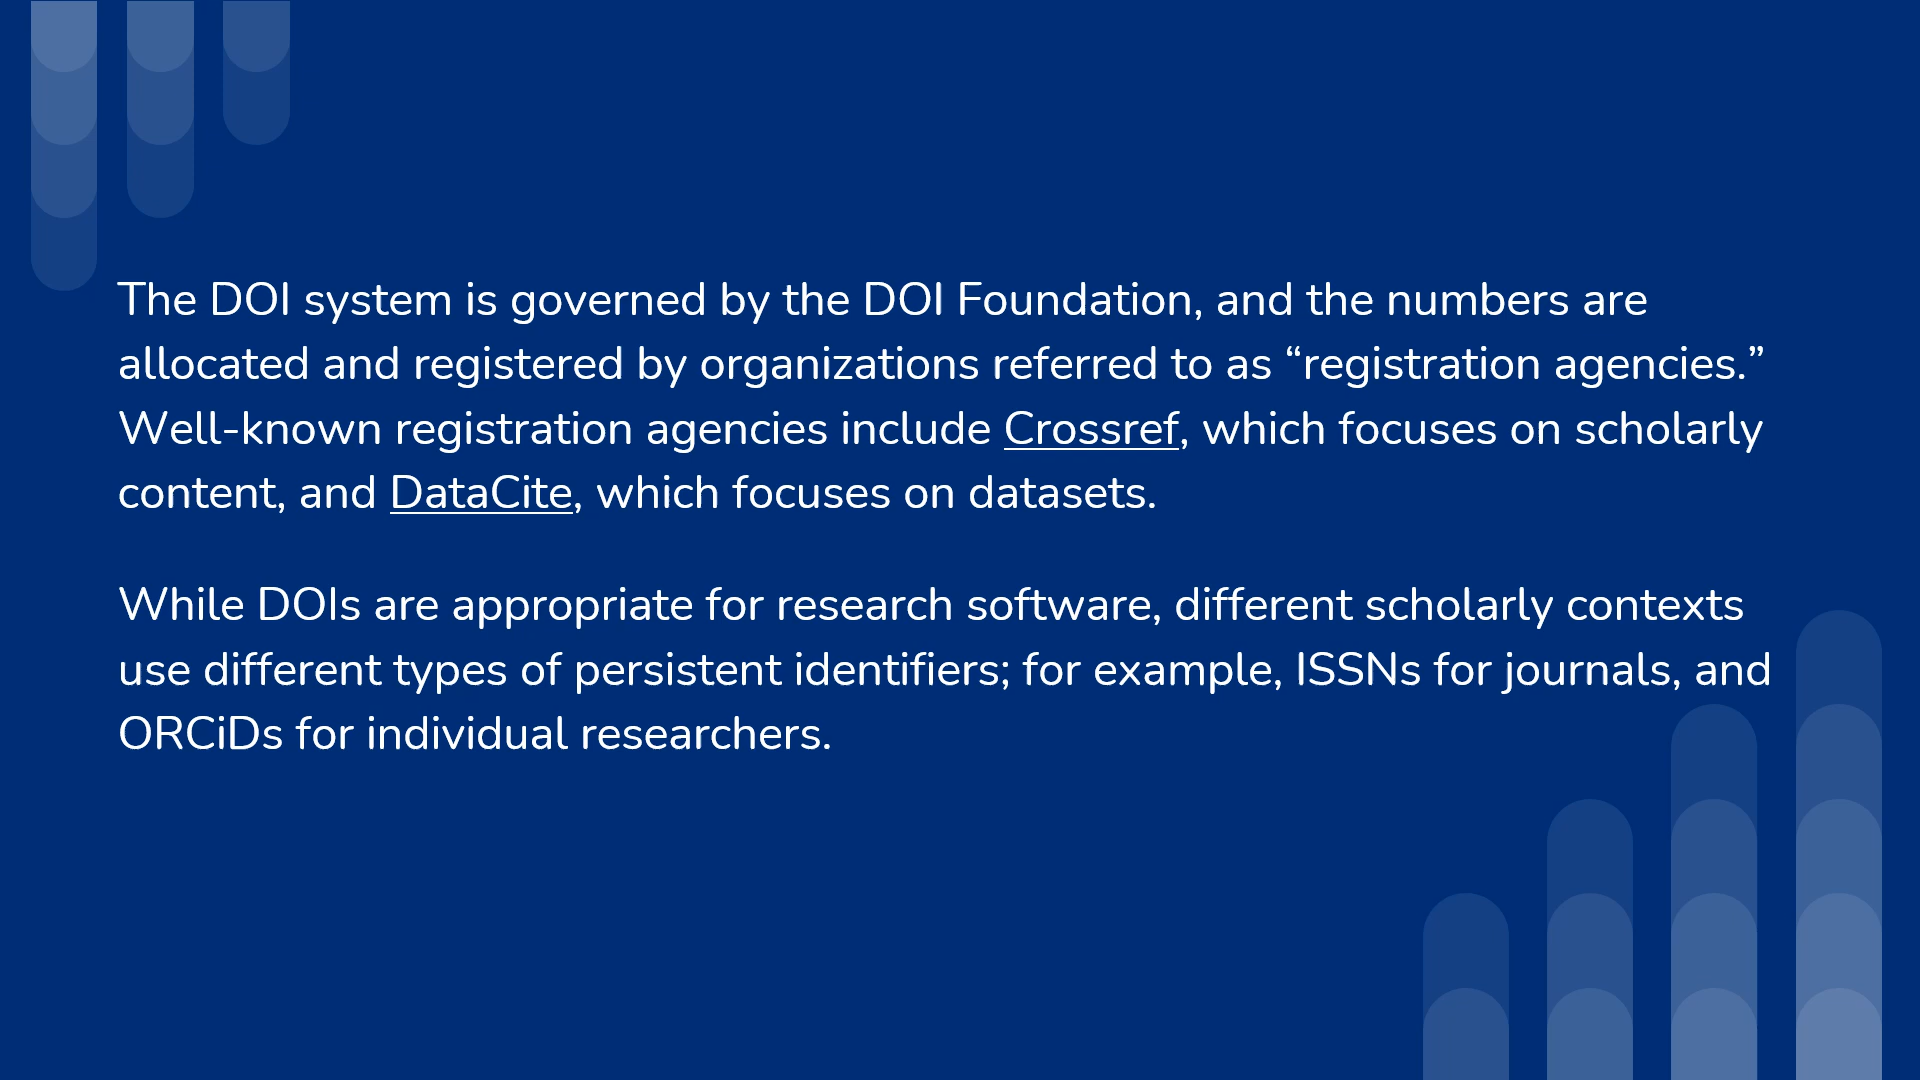 The DOI system is governed by the DOI Foundation, and the numbers are
allocated and registered by organizations referred to as “registration agencies.”
Well-known registration agencies include Crossref, which focuses on scholarly
content, and DataCite, which focuses on datasets.
While DOIs are appropriate for research software, different scholarly contexts
use different types of persistent identifiers; for example, ISSNs for journals, and
ORCiDs for individual researchers.